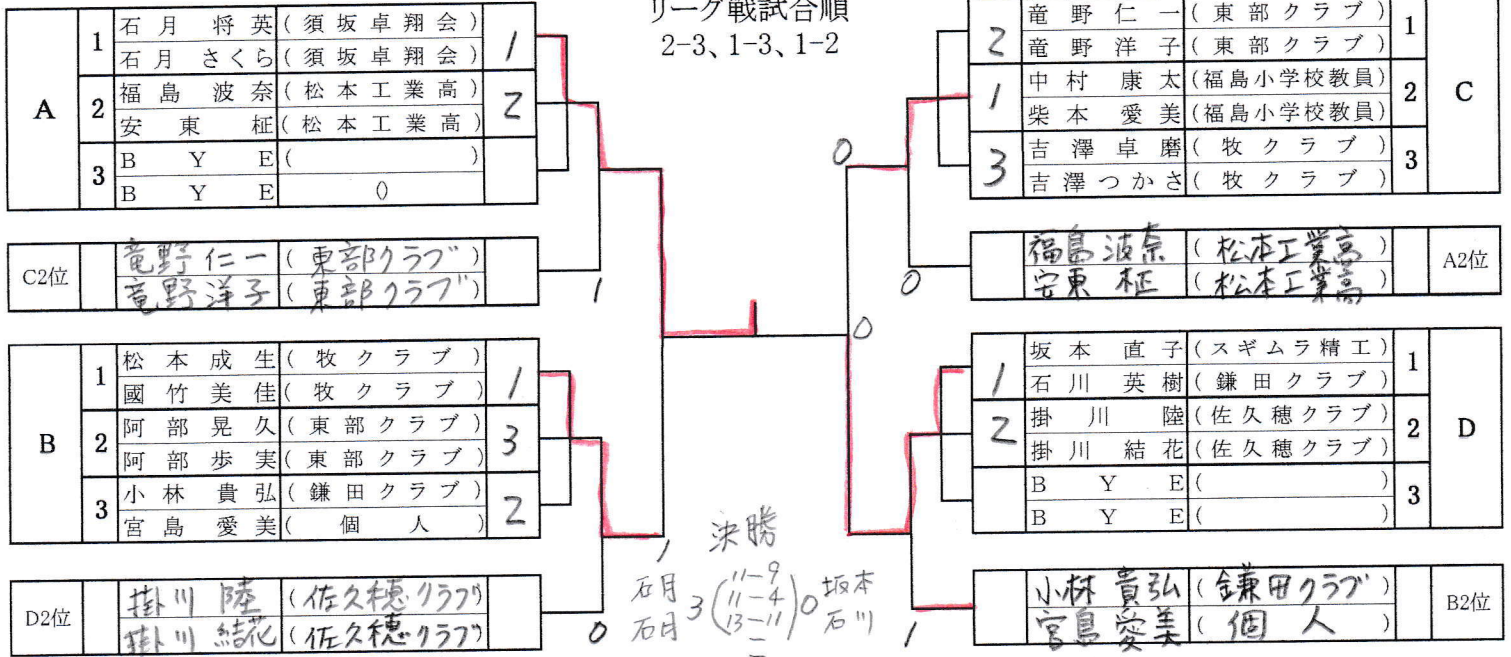 リーグ戦試合順
2-3、1-3、1-2
A
1 石月 将英 (須坂卓翔会) 1
石月 さくら (須坂卓翔会)
2 福島 波奈 (松本工業高) 2
安東 柾 (松本工業高)
3 BYE ( )
BYE ()
C2位 竜野仁一 (東部クラブ)
竜野洋子 (東部クラブ)
1
B
1 松本成生 (牧クラブ) 1
國竹美佳 (牧クラブ)
2 阿部晃久 (東部クラブ) 3
阿部歩実 (東部クラブ)
3 小林貴弘 (鎌田クラブ) 2
宮島愛美 (個人)
1
D2位 掛川 陸 (佐久穂クラブ)
掛川 結花 (佐久穂クラブ)
0
2 竜野仁一 (東部クラブ) 1
竜野洋子 (東部クラブ)
1 中村康太 (福島小学校教員) 2
柴本愛美 (福島小学校教員)
3 吉澤卓磨 (牧クラブ) 3
吉澤つかさ (牧クラブ)
C
0
福島波奈 (松本工業高) A2位
安東 柾 (松本工業高)
0
0
1 坂本直子 (スギムラ精工) 1
石川英樹 (鎌田クラブ)
2 掛川陸 (佐久穂クラブ) 2
掛川結花 (佐久穂クラブ)
BYE ( ) 3
BYE ( )
D
小林貴弘 (鎌田クラブ) B2位
宮島愛美 (個人)
1
決勝
石月 3 (11-9 0 坂本
11-4
石月 13-11) 石川
-